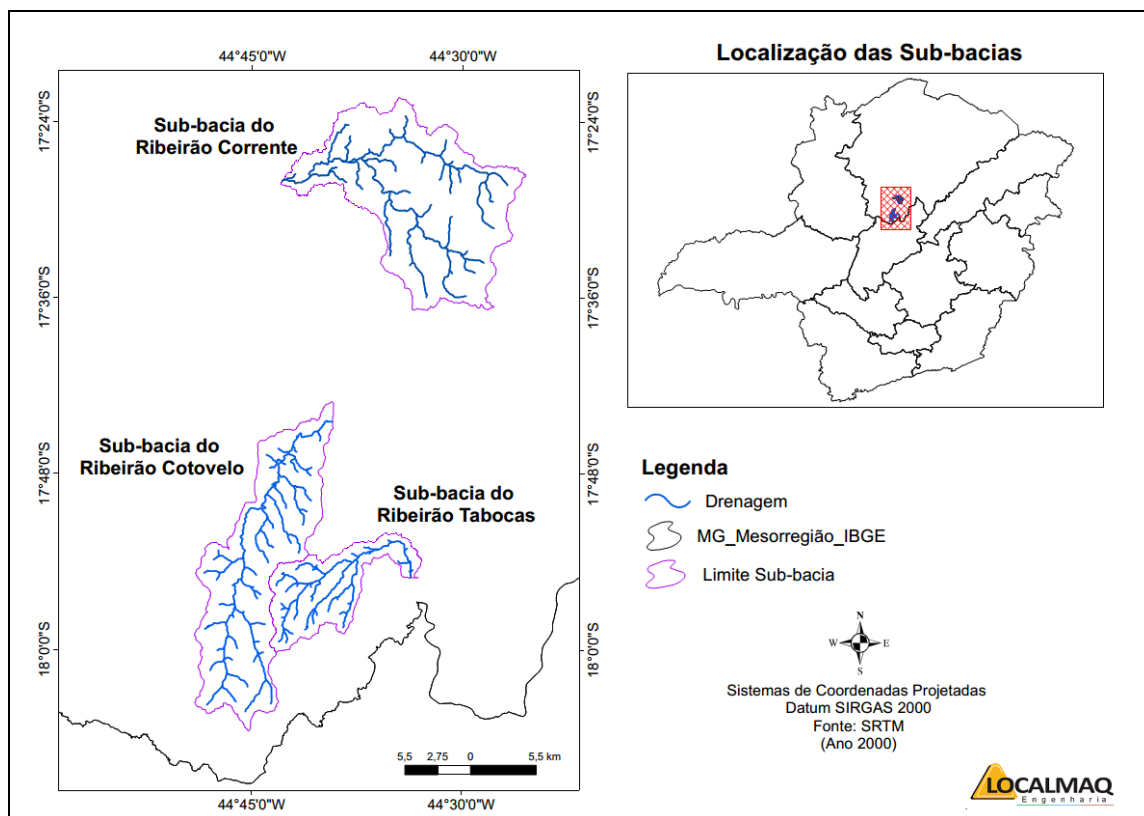 44°45'0"W
44°30'0"W
17°24'0"S
17°24'0"S
Sub-bacia do
Ribeirão Corrente
17°36'0"S
17°36'0"S
Sub-bacia do
Ribeirão Cotovelo
17°48'0"S
17°48'0"S
Sub-bacia do
Ribeirão Tabocas
18°0'0"S
18°0'0"S
5,5 2,75 0 5,5 km
44°45'0"W
44°30'0"W
Localização das Sub-bacias
Legenda
Drenagem
MG_Mesorregião_IBGE
Limite Sub-bacia
N
W E
S
Sistemas de Coordenadas Projetadas
Datum SIRGAS 2000
Fonte: SRTM
(Ano 2000)
LOCALMAQ
Engenharia